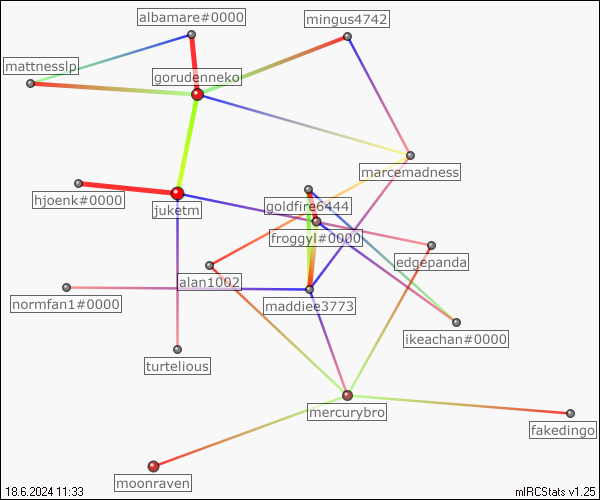 albamare#0000
mingus4742
mattnesslp
gorudenneko
marcemadness
hjoenk#0000
goldfire6444
juketm
froggyl#0000
edgepanda
alan1002
normfan1#0000
maddiee3773
ikeachan#0000
turtelious
mercurybro
fakedingo
moonraven
18.6.2024 11:33
mIRCStats v1.25